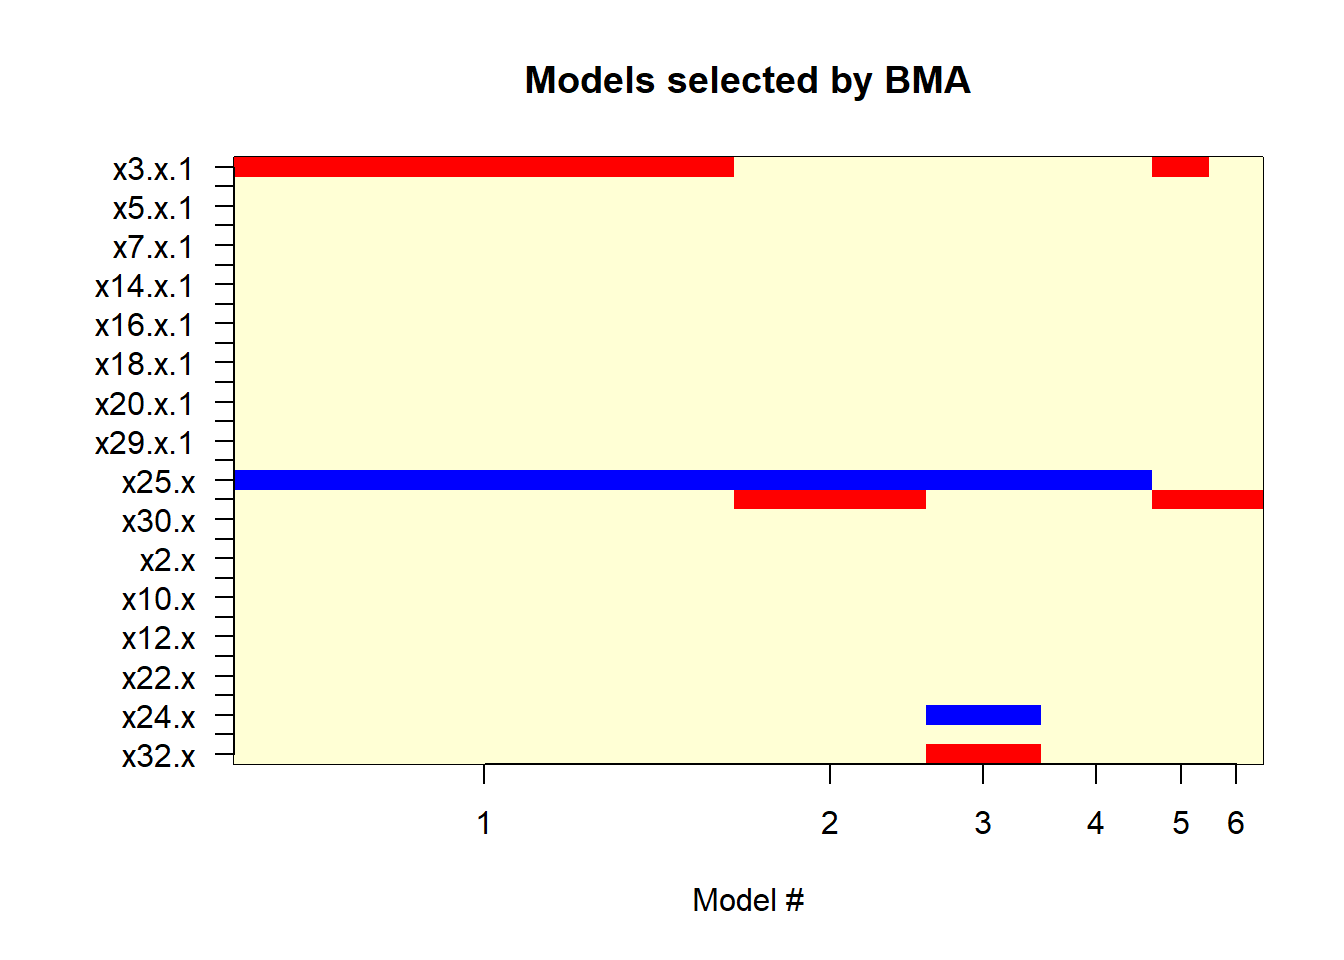 Models selected by BMA
x3.x.1
x5.x.1
x7.x.1
x14.x.1
x16.x.1
x18.x.1
x20.x.1
x29.x.1
x25.x
x30.x
x2.x
x10.x
x12.x
x22.x
x24.x
x32.x
1 2 3 4 5 6
Model #